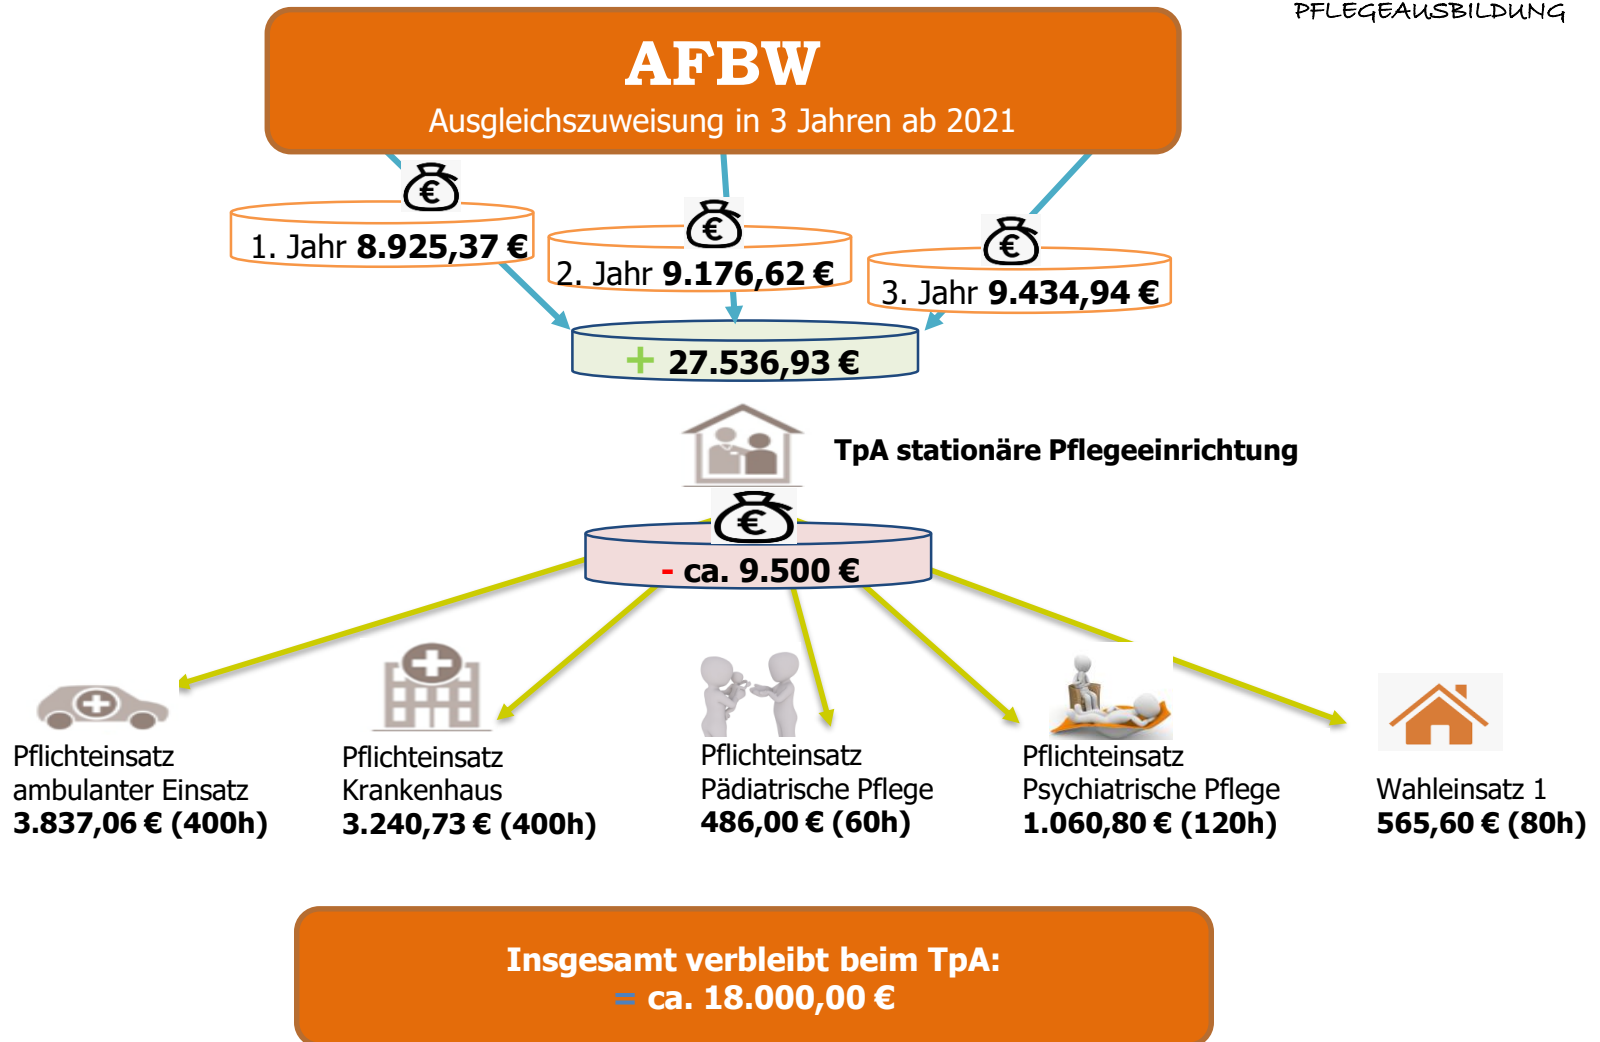 PFLEGEAUSBILDUNG
AFBW
Ausgleichszuweisung in 3 Jahren ab 2021
€
1. Jahr 8.925,37 €
€
2. Jahr 9.176,62 €
€
3. Jahr 9.434,94 €
+ 27.536,93 €
TpA stationäre Pflegeeinrichtung
€
- ca. 9.500 €
Pflichteinsatz
ambulanter Einsatz
3.837,06 € (400h)
Pflichteinsatz
Krankenhaus
3.240,73 € (400h)
Pflichteinsatz
Pädiatrische Pflege
486,00 € (60h)
Pflichteinsatz
Psychiatrische Pflege
1.060,80 € (120h)
Wahleinsatz 1
565,60 € (80h)
Insgesamt verbleibt beim TpA:
= ca. 18.000,00 €